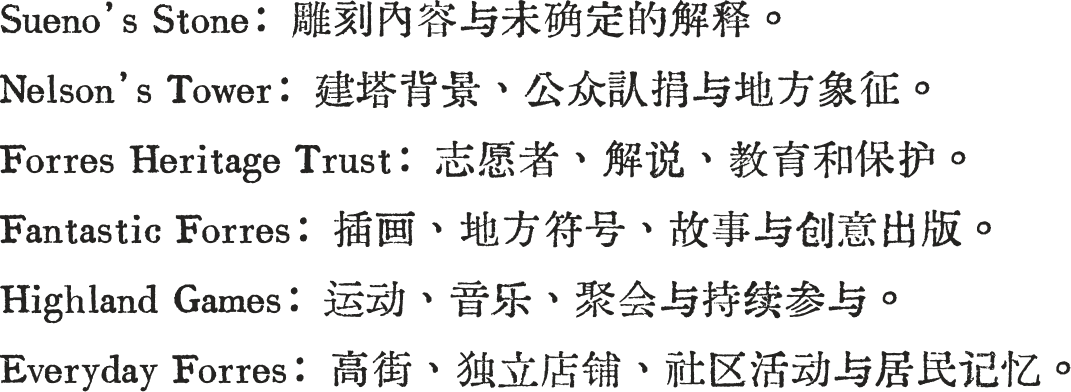 Sueno's Stone：雕刻内容与未确定的解释。
Nelson's Tower：建塔背景、公众认捐与地方象征。
Forres Heritage Trust：志愿者、解说、教育和保护。
Fantastic Forres：插画、地方符号、故事与创意出版。
Highland Games：运动、音乐、聚会与持续参与。
Everyday Forres：高街、独立店铺、社区活动与居民记忆。